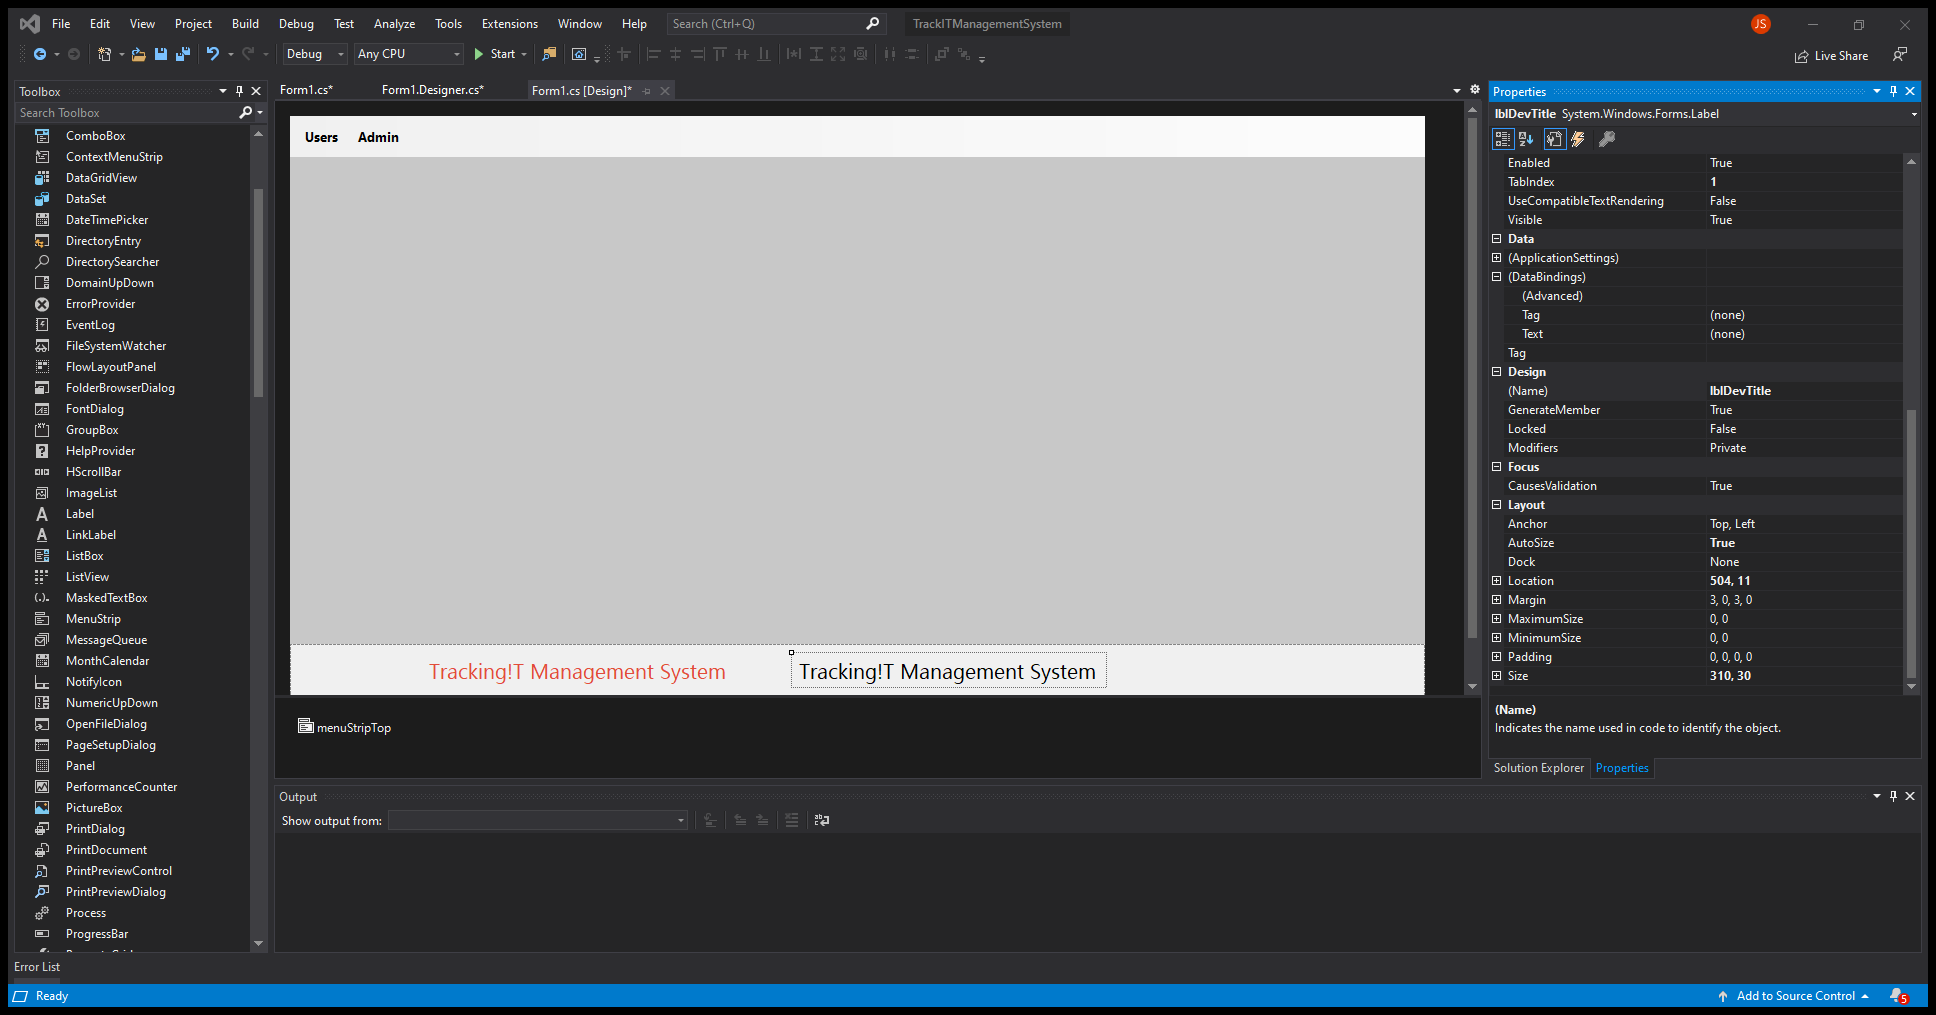 File Edit View Project Build Debug Test Analyze Tools Extensions Window Help Search (Ctrl+Q) TrackITManagementSystem JS
Debug Any CPU Start Live Share
Toolbox
Search Toolbox
ComboBox
ContextMenuStrip
DataGridView
DataSet
DateTimePicker
DirectoryEntry
DirectorySearcher
DomainUpDown
ErrorProvider
EventLog
FileSystemWatcher
FlowLayoutPanel
FolderBrowserDialog
FontDialog
GroupBox
HelpProvider
HScrollBar
ImageList
Label
LinkLabel
ListBox
ListView
MaskedTextBox
MenuStrip
MessageQueue
MonthCalendar
NotifyIcon
NumericUpDown
OpenFileDialog
PageSetupDialog
Panel
PerformanceCounter
PictureBox
PrintDialog
PrintDocument
PrintPreviewControl
PrintPreviewDialog
Process
ProgressBar
Form1.cs* Form1.Designer.cs* Form1.cs [Design]*
Users Admin
Tracking!T Management System Tracking!T Management System
menuStripTop
Output
Show output from:
Properties
lblDevTitle System.Windows.Forms.Label
Enabled True
TabIndex 1
UseCompatibleTextRendering False
Visible True
Data
(ApplicationSettings)
(DataBindings)
(Advanced)
Tag (none)
Text (none)
Tag
Design
(Name) lblDevTitle
GenerateMember True
Locked False
Modifiers Private
Focus
CausesValidation True
Layout
Anchor Top, Left
AutoSize True
Dock None
Location 504, 11
Margin 3, 0, 3, 0
MaximumSize 0, 0
MinimumSize 0, 0
Padding 0, 0, 0, 0
Size 310, 30
(Name)
Indicates the name used in code to identify the object.
Solution Explorer Properties
Error List
Ready Add to Source Control 5